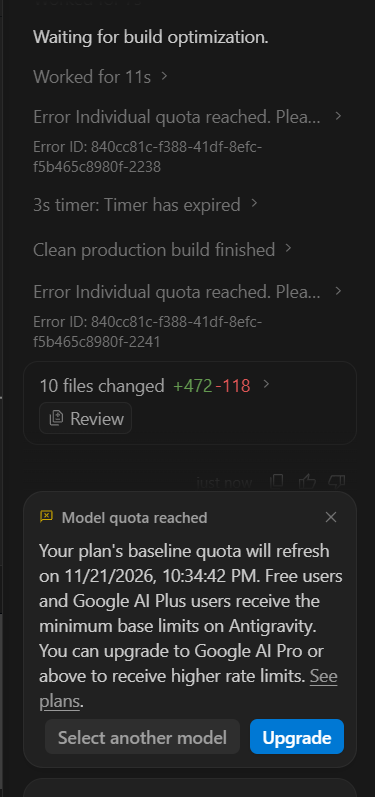 Waiting for build optimization.
Worked for 11s
Error Individual quota reached. Plea...
Error ID: 840cc81c-f388-41df-8efc-
f5b465c8980f-2238
3s timer: Timer has expired
Clean production build finished
Error Individual quota reached. Plea...
Error ID: 840cc81c-f388-41df-8efc-
f5b465c8980f-2241
10 files changed +472 -118
Review
just now
Model quota reached
Your plan's baseline quota will refresh
on 11/21/2026, 10:34:42 PM. Free users
and Google AI Plus users receive the
minimum base limits on Antigravity.
You can upgrade to Google AI Pro or
above to receive higher rate limits. See
plans.
Select another model
Upgrade